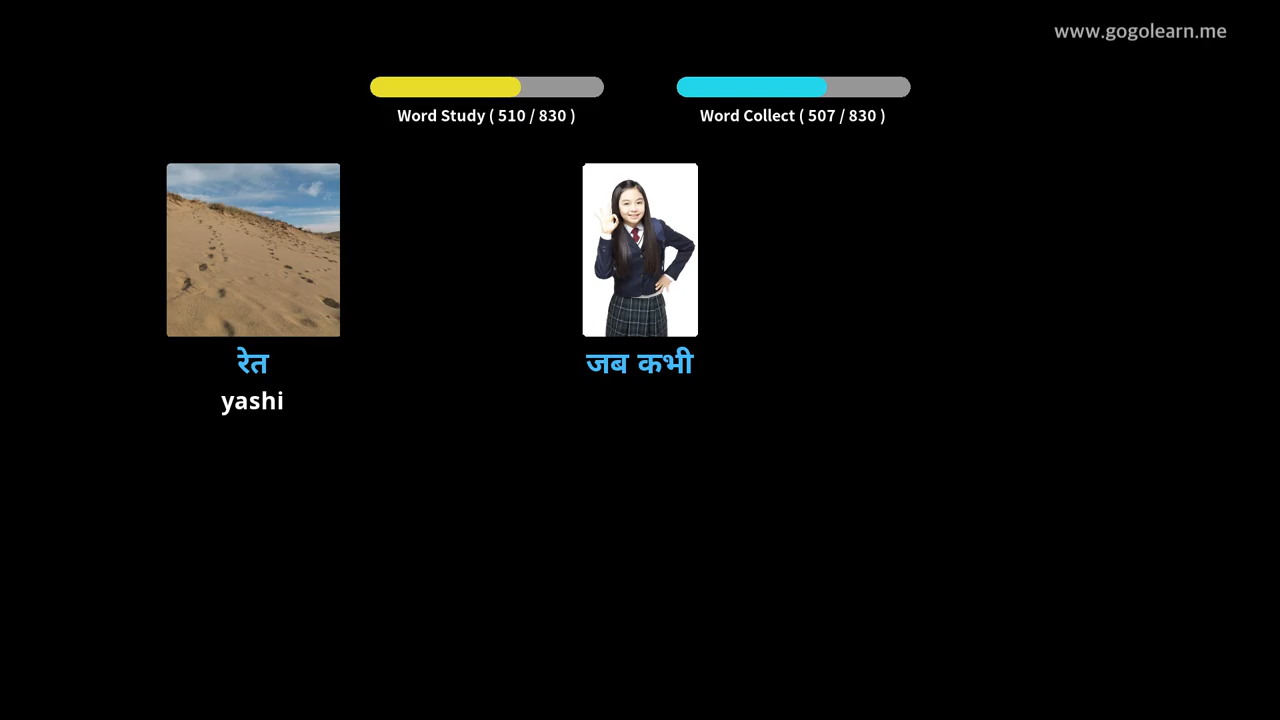 www.gogolearn.me
Word Study ( 510 / 830 )
Word Collect ( 507 / 830 )
रेत
yashi
जब कभी